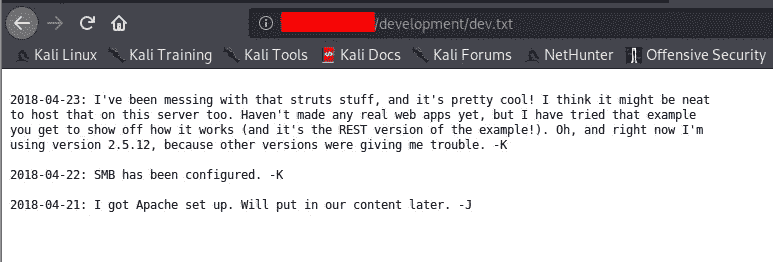 /development/dev.txt
Kali Linux Kali Training Kali Tools Kali Docs Kali Forums NetHunter Offensive Security
2018-04-23: I've been messing with that struts stuff, and it's pretty cool! I think it might be neat
to host that on this server too. Haven't made any real web apps yet, but I have tried that example
you get to show off how it works (and it's the REST version of the example!). Oh, and right now I'm
using version 2.5.12, because other versions were giving me trouble. -K
2018-04-22: SMB has been configured. -K
2018-04-21: I got Apache set up. Will put in our content later. -J